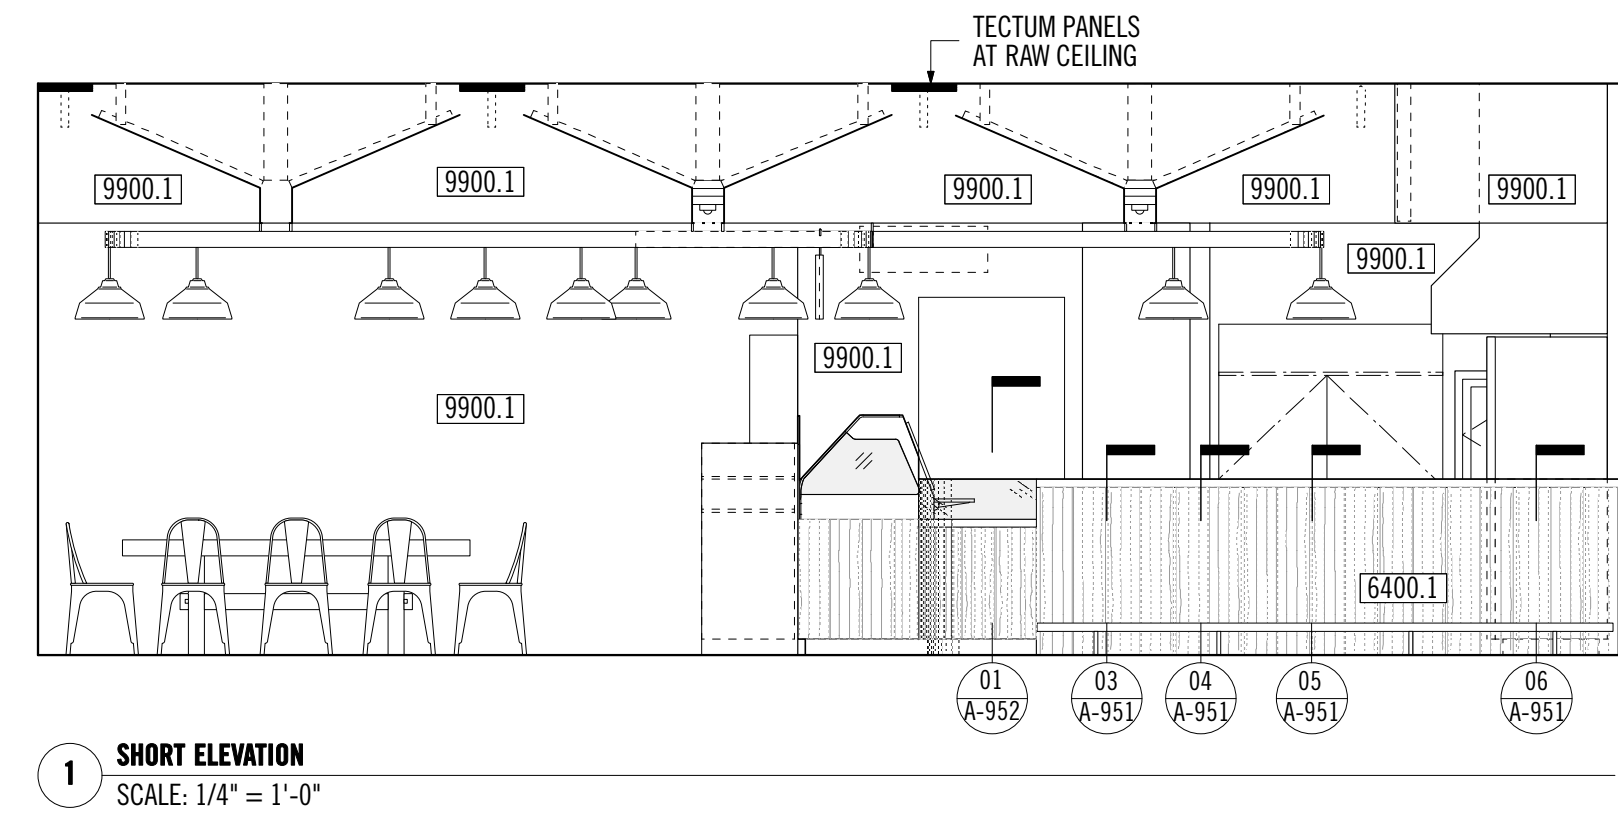 TECTUM PANELS
AT RAW CEILING
9900.1
9900.1
9900.1
9900.1
9900.1
9900.1
9900.1
9900.1
6400.1
01
A-952
03
A-951
04
A-951
05
A-951
06
A-951
1
SHORT ELEVATION
SCALE: 1/4" = 1'-0"